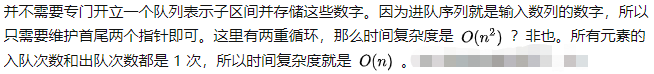 并不需要专门开立一个队列表示子区间并存储这些数字。因为进队序列就是输入数列的数字，所以
只需要维护首尾两个指针即可。这里有两重循环，那么时间复杂度是 O(n²) ？非也。所有元素的
入队次数和出队次数都是 1 次，所以时间复杂度就是 O(n) 。